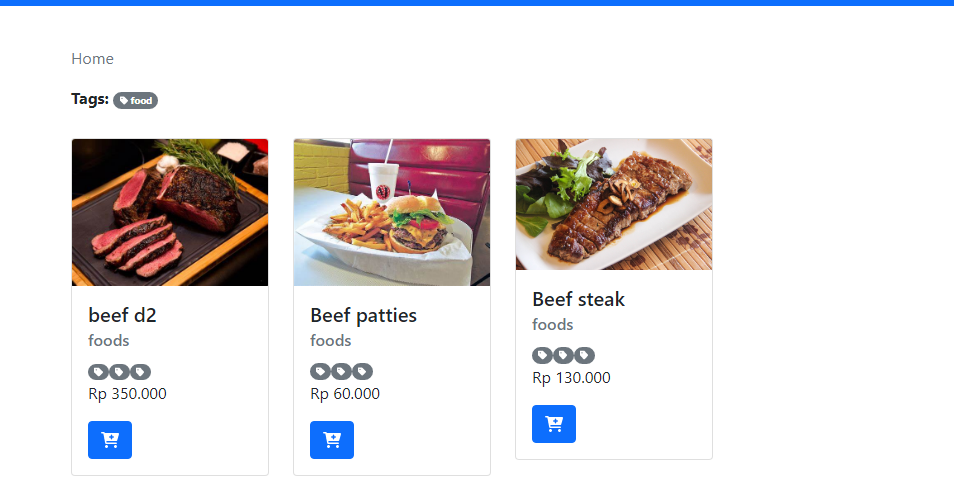 Home
Tags: food
beef d2
foods
Rp 350.000
Beef patties
foods
Rp 60.000
Beef steak
foods
Rp 130.000